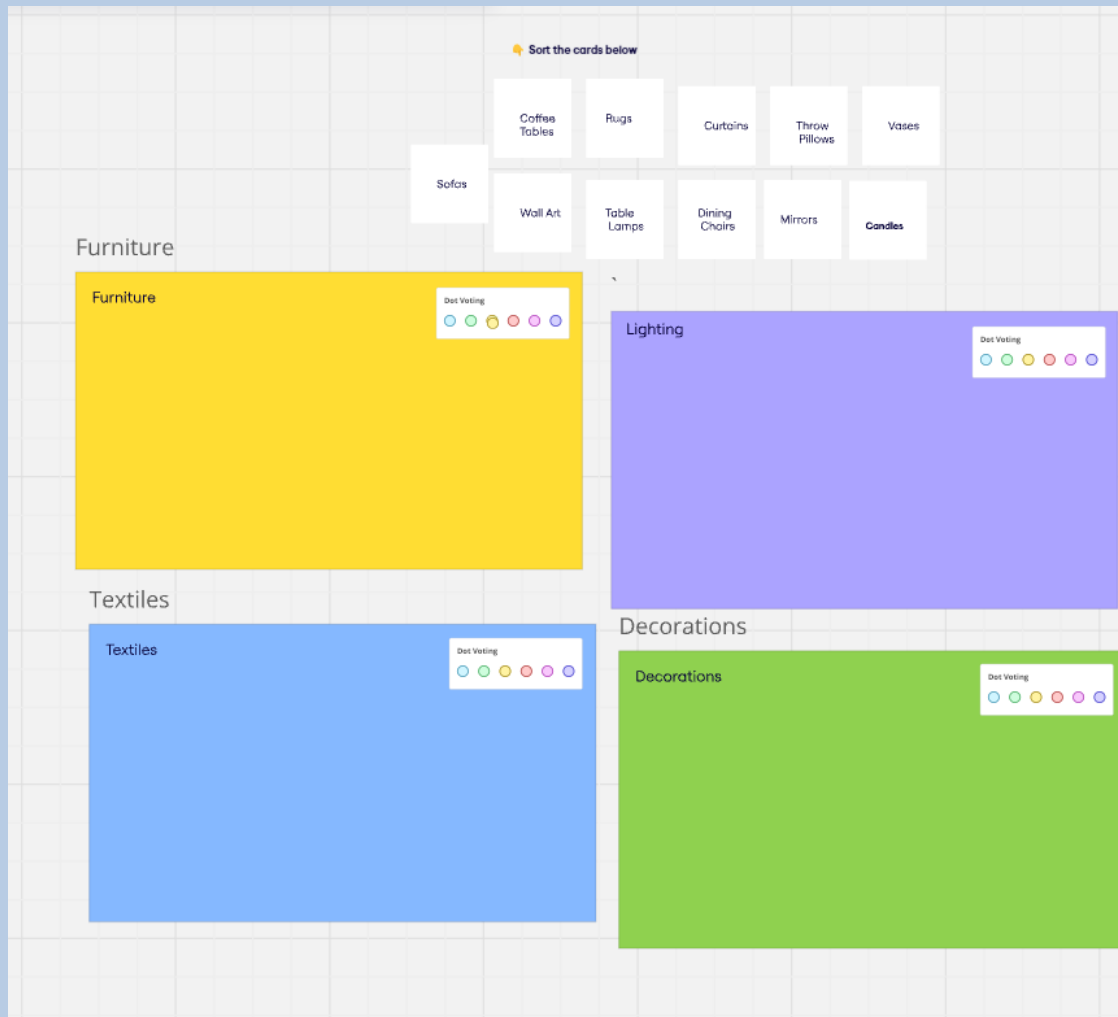 👇 Sort the cards below
Coffee
Tables
Rugs
Curtains
Throw
Pillows
Vases
Sofas
Wall Art
Table
Lamps
Dining
Chairs
Mirrors
Candles
Furniture
Furniture
Dot Voting
`
Lighting
Dot Voting
Textiles
Textiles
Dot Voting
Decorations
Decorations
Dot Voting